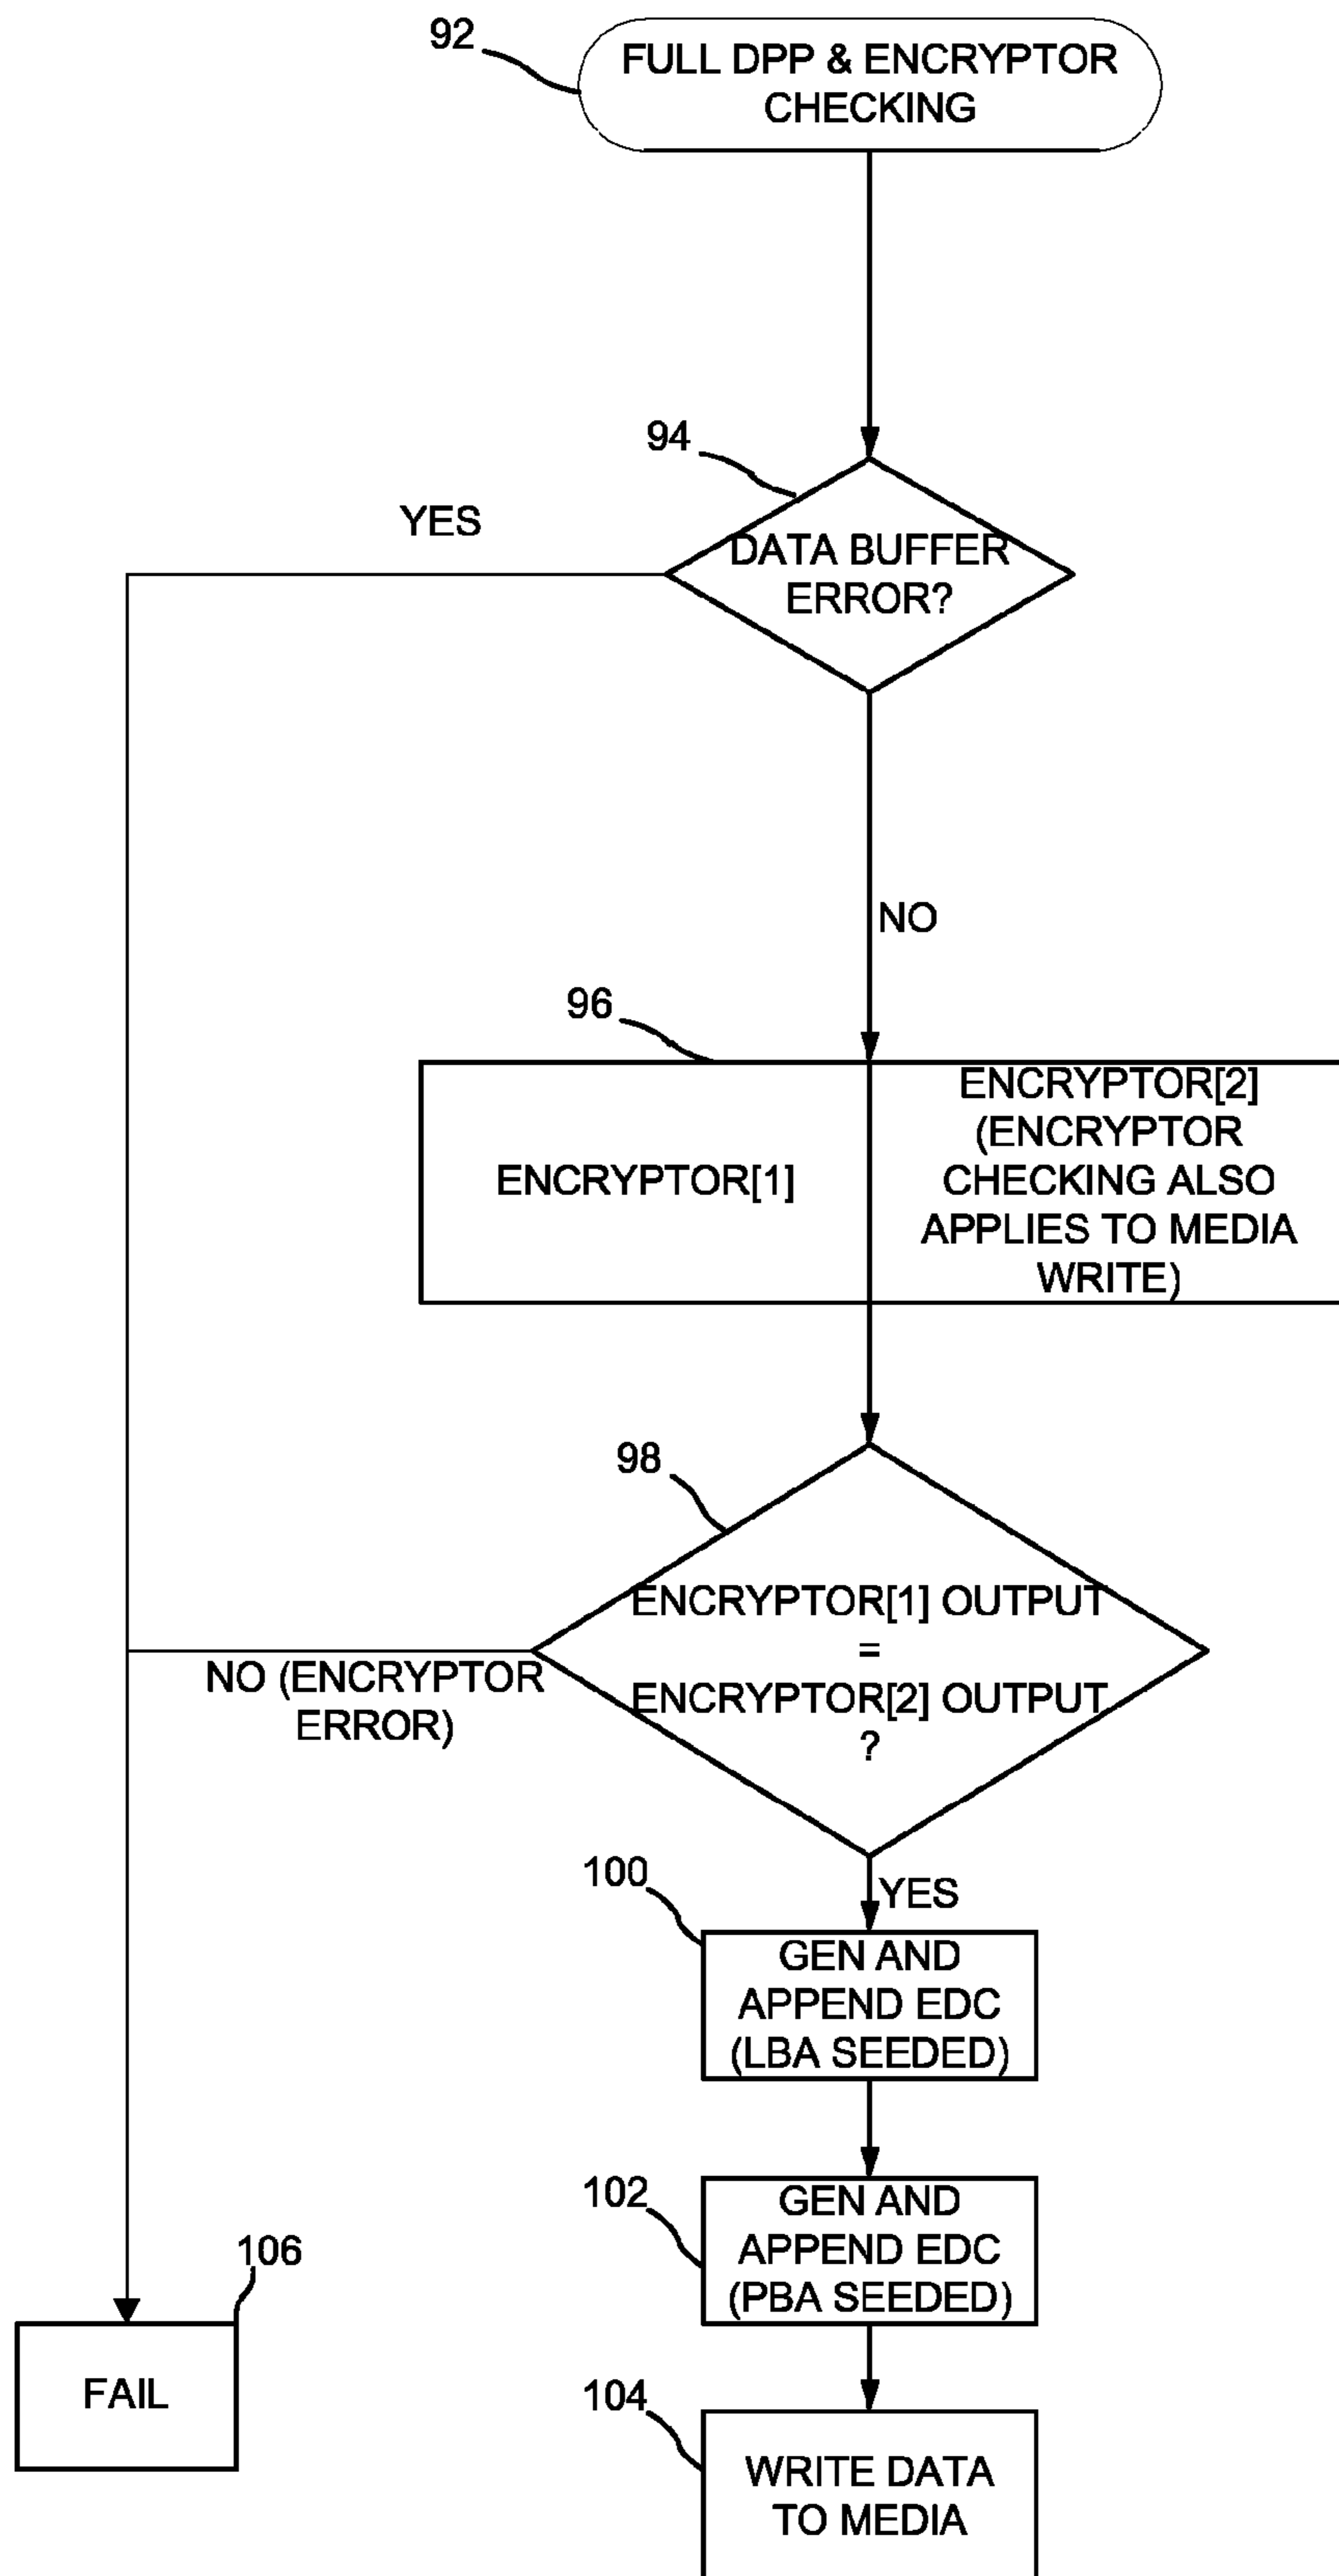 92
FULL DPP & ENCRYPTOR
CHECKING
94
YES
DATA BUFFER
ERROR?
NO
96
ENCRYPTOR[1]
ENCRYPTOR[2]
(ENCRYPTOR
CHECKING ALSO
APPLIES TO MEDIA
WRITE)
98
ENCRYPTOR[1] OUTPUT
=
ENCRYPTOR[2] OUTPUT
?
NO (ENCRYPTOR
ERROR)
YES
100
GEN AND
APPEND EDC
(LBA SEEDED)
102
GEN AND
APPEND EDC
(PBA SEEDED)
106
FAIL
104
WRITE DATA
TO MEDIA